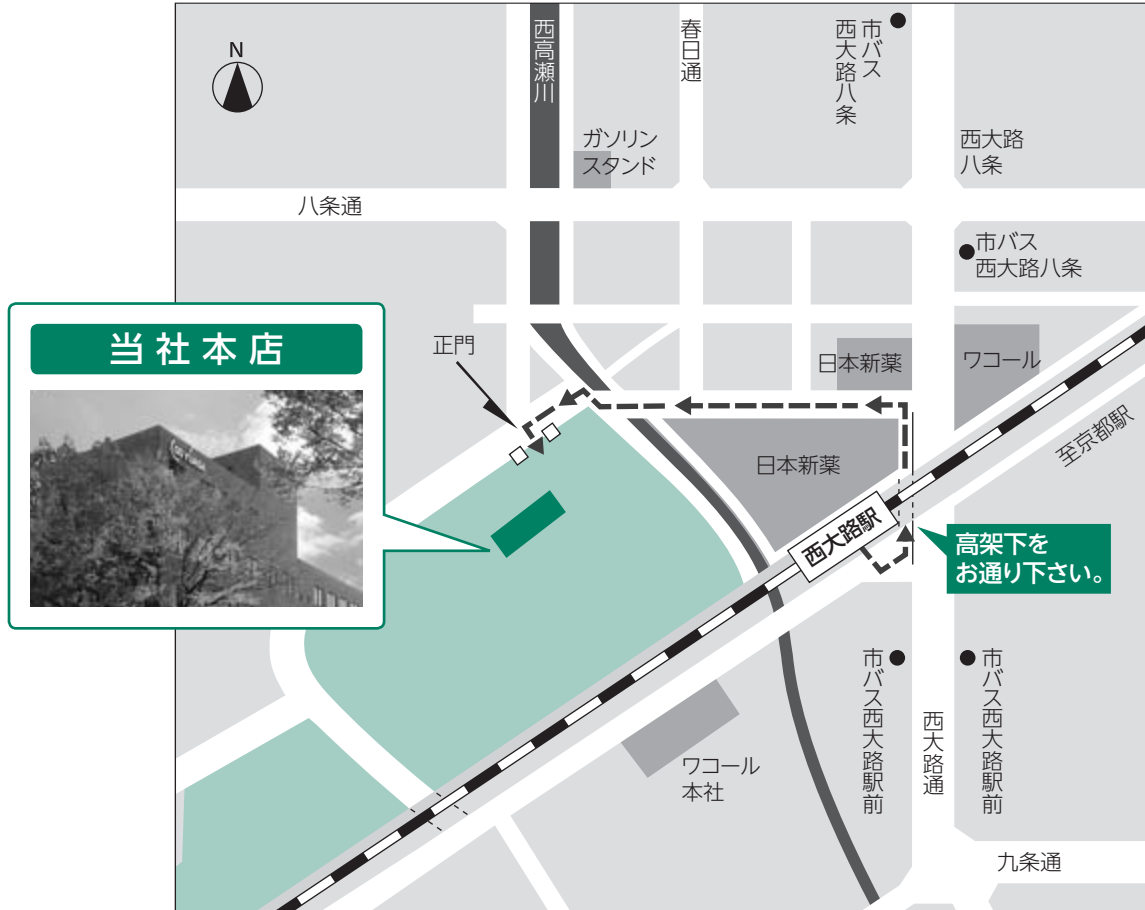 N
西高瀬川
春日通
市バス
西大路八条
ガソリン
スタンド
西大路
八条
八条通
市バス
西大路八条
当社本店
正門
日本新薬
ワコール
至京都駅
日本新薬
西大路駅
高架下を
お通り下さい。
市バス西大路駅前
西大路通
市バス西大路駅前
ワコール
本社
九条通